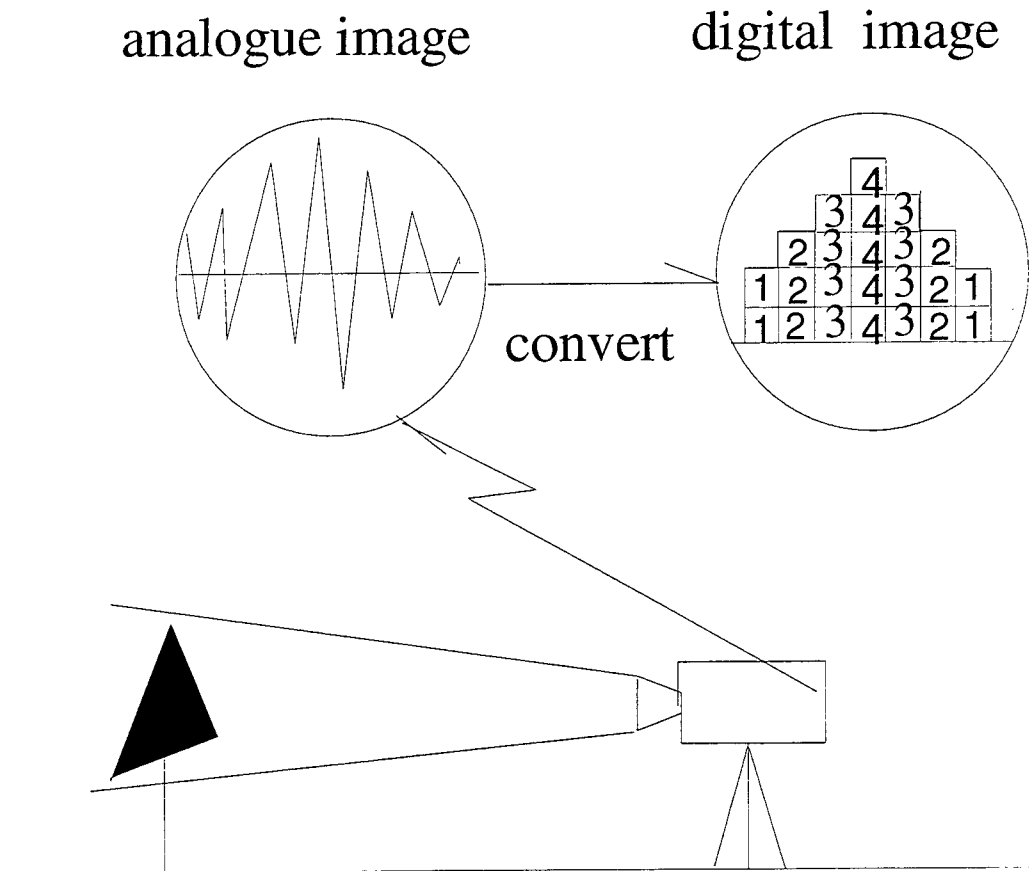 analogue image
digital image
4
3 4 3
2 3 4 3 2
1 2 3 4 3 2 1
1 2 3 4 3 2 1
convert